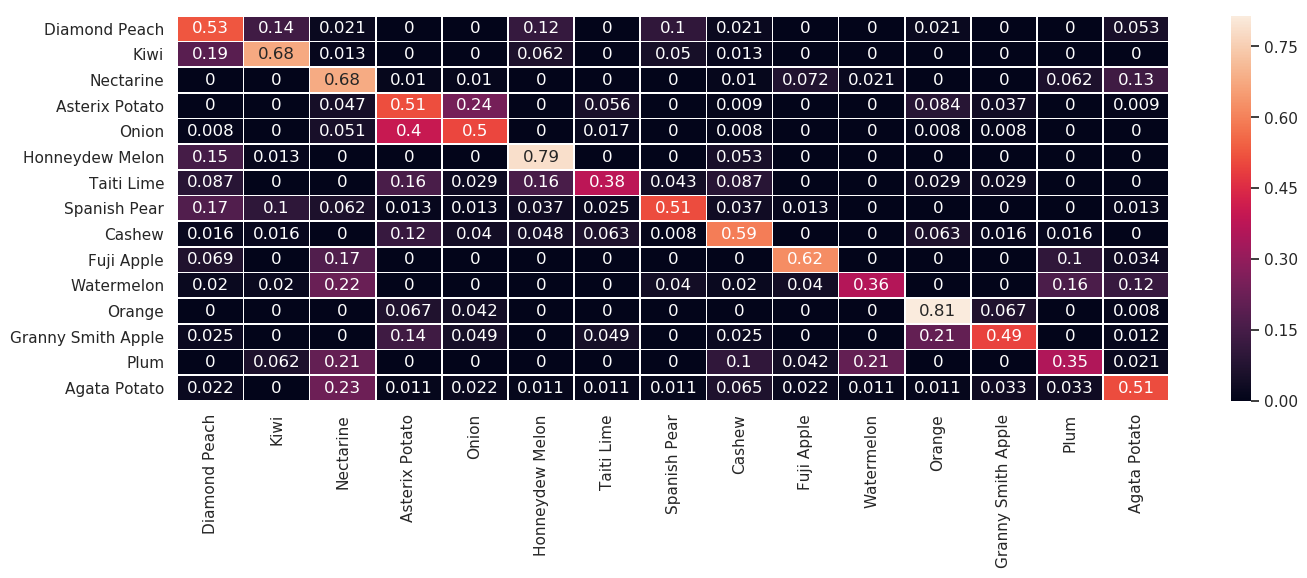 Diamond Peach 0.53 0.14 0.021 0 0 0.12 0 0.1 0.021 0 0 0.021 0 0 0.053
Kiwi 0.19 0.68 0.013 0 0 0.062 0 0.05 0.013 0 0 0 0 0 0
Nectarine 0 0 0.68 0.01 0.01 0 0 0 0.01 0.072 0.021 0 0 0.062 0.13
Asterix Potato 0 0 0.047 0.51 0.24 0 0.056 0 0.009 0 0 0.084 0.037 0 0.009
Onion 0.008 0 0.051 0.4 0.5 0 0.017 0 0.008 0 0 0.008 0.008 0 0
Honneydew Melon 0.15 0.013 0 0 0 0.79 0 0 0.053 0 0 0 0 0 0
Taiti Lime 0.087 0 0 0.16 0.029 0.16 0.38 0.043 0.087 0 0 0.029 0.029 0 0
Spanish Pear 0.17 0.1 0.062 0.013 0.013 0.037 0.025 0.51 0.037 0.013 0 0 0 0 0.013
Cashew 0.016 0.016 0 0.12 0.04 0.048 0.063 0.008 0.59 0 0 0.063 0.016 0.016 0
Fuji Apple 0.069 0 0.17 0 0 0 0 0 0 0.62 0 0 0 0.1 0.034
Watermelon 0.02 0.02 0.22 0 0 0 0 0.04 0.02 0.04 0.36 0 0 0.16 0.12
Orange 0 0 0 0.067 0.042 0 0 0 0 0 0 0.81 0.067 0 0.008
Granny Smith Apple 0.025 0 0 0.14 0.049 0 0.049 0 0.025 0 0 0.21 0.49 0 0.012
Plum 0 0.062 0.21 0 0 0 0 0 0.1 0.042 0.21 0 0 0.35 0.021
Agata Potato 0.022 0 0.23 0.011 0.022 0.011 0.011 0.011 0.065 0.022 0.011 0.011 0.033 0.033 0.51
Diamond Peach
Kiwi
Nectarine
Asterix Potato
Onion
Honneydew Melon
Taiti Lime
Spanish Pear
Cashew
Fuji Apple
Watermelon
Orange
Granny Smith Apple
Plum
Agata Potato
0.75
0.60
0.45
0.30
0.15
0.00